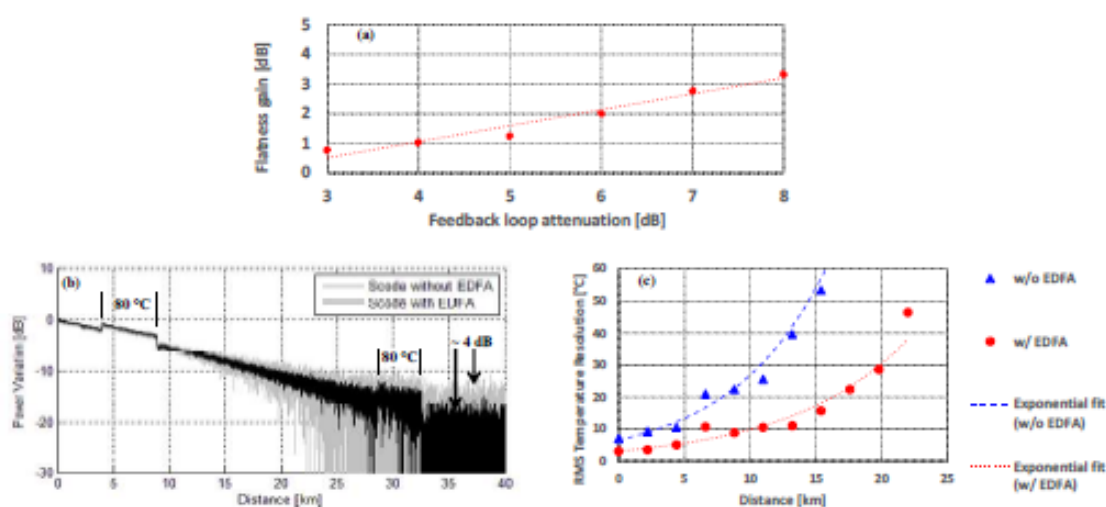 (a)
5
4
3
2
1
0
Flatness gain [dB]
3 4 5 6 7 8
Feedback loop attenuation [dB]
(b)
10
0
-10
-20
-30
Power Variation [dB]
80 °C
Scode without EDFA
Scode with EDFA
80 °C
~ 4 dB
0 5 10 15 20 25 30 35 40
Distance [km]
(c)
60
50
40
30
20
10
0
RMS Temperature Resolution [°C]
0 5 10 15 20 25
Distance [km]
w/o EDFA
w/ EDFA
Exponential fit
(w/o EDFA)
Exponential fit
(w/ EDFA)